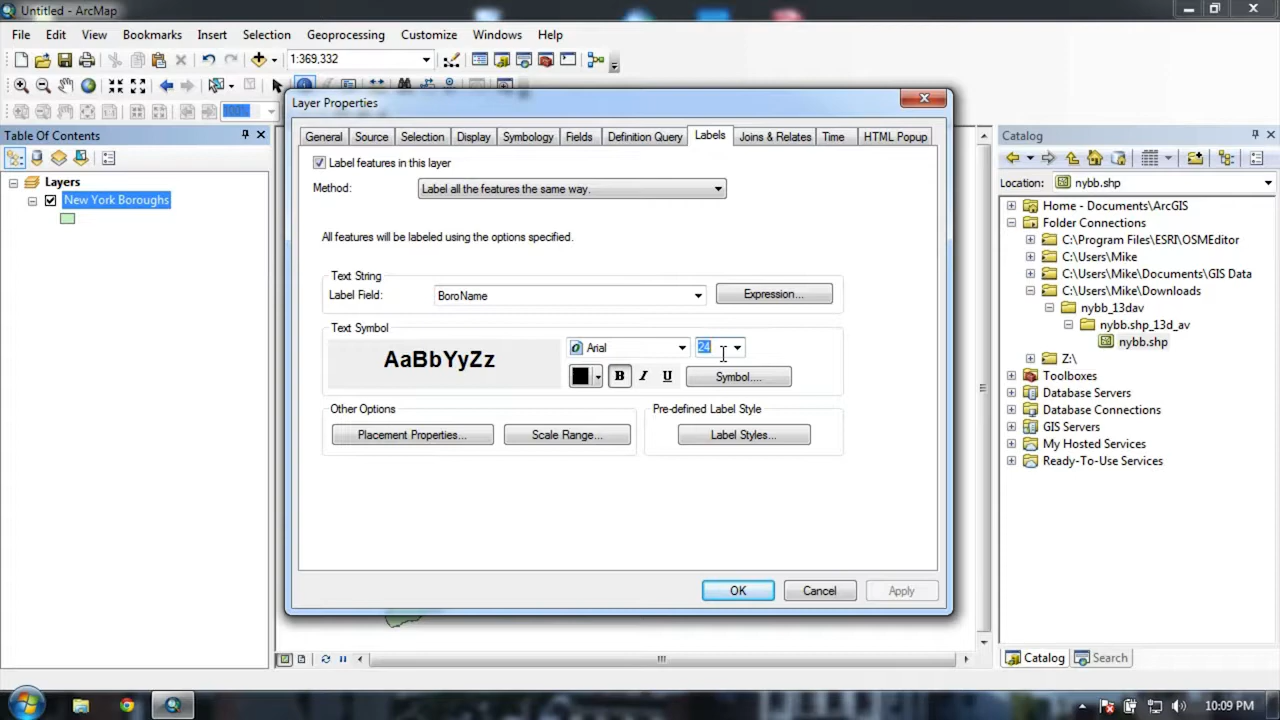 Untitled - ArcMap
File Edit View Bookmarks Insert Selection Geoprocessing Customize Windows Help
1:369,332
100%
Table Of Contents
Layers
New York Boroughs
Layer Properties
General Source Selection Display Symbology Fields Definition Query Labels Joins & Relates Time HTML Popup
Label features in this layer
Method: Label all the features the same way.
All features will be labeled using the options specified.
Text String
Label Field: BoroName Expression...
Text Symbol
AaBbYyZz
Arial 24
B I U Symbol....
Other Options
Placement Properties... Scale Range...
Pre-defined Label Style
Label Styles...
OK Cancel Apply
Catalog
Location: nybb.shp
Home - Documents\ArcGIS
Folder Connections
C:\Program Files\ESRI\OSMEditor
C:\Users\Mike
C:\Users\Mike\Documents\GIS Data
C:\Users\Mike\Downloads
nybb_13dav
nybb.shp_13d_av
nybb.shp
Z:\
Toolboxes
Database Servers
Database Connections
GIS Servers
My Hosted Services
Ready-To-Use Services
Catalog Search
10:09 PM